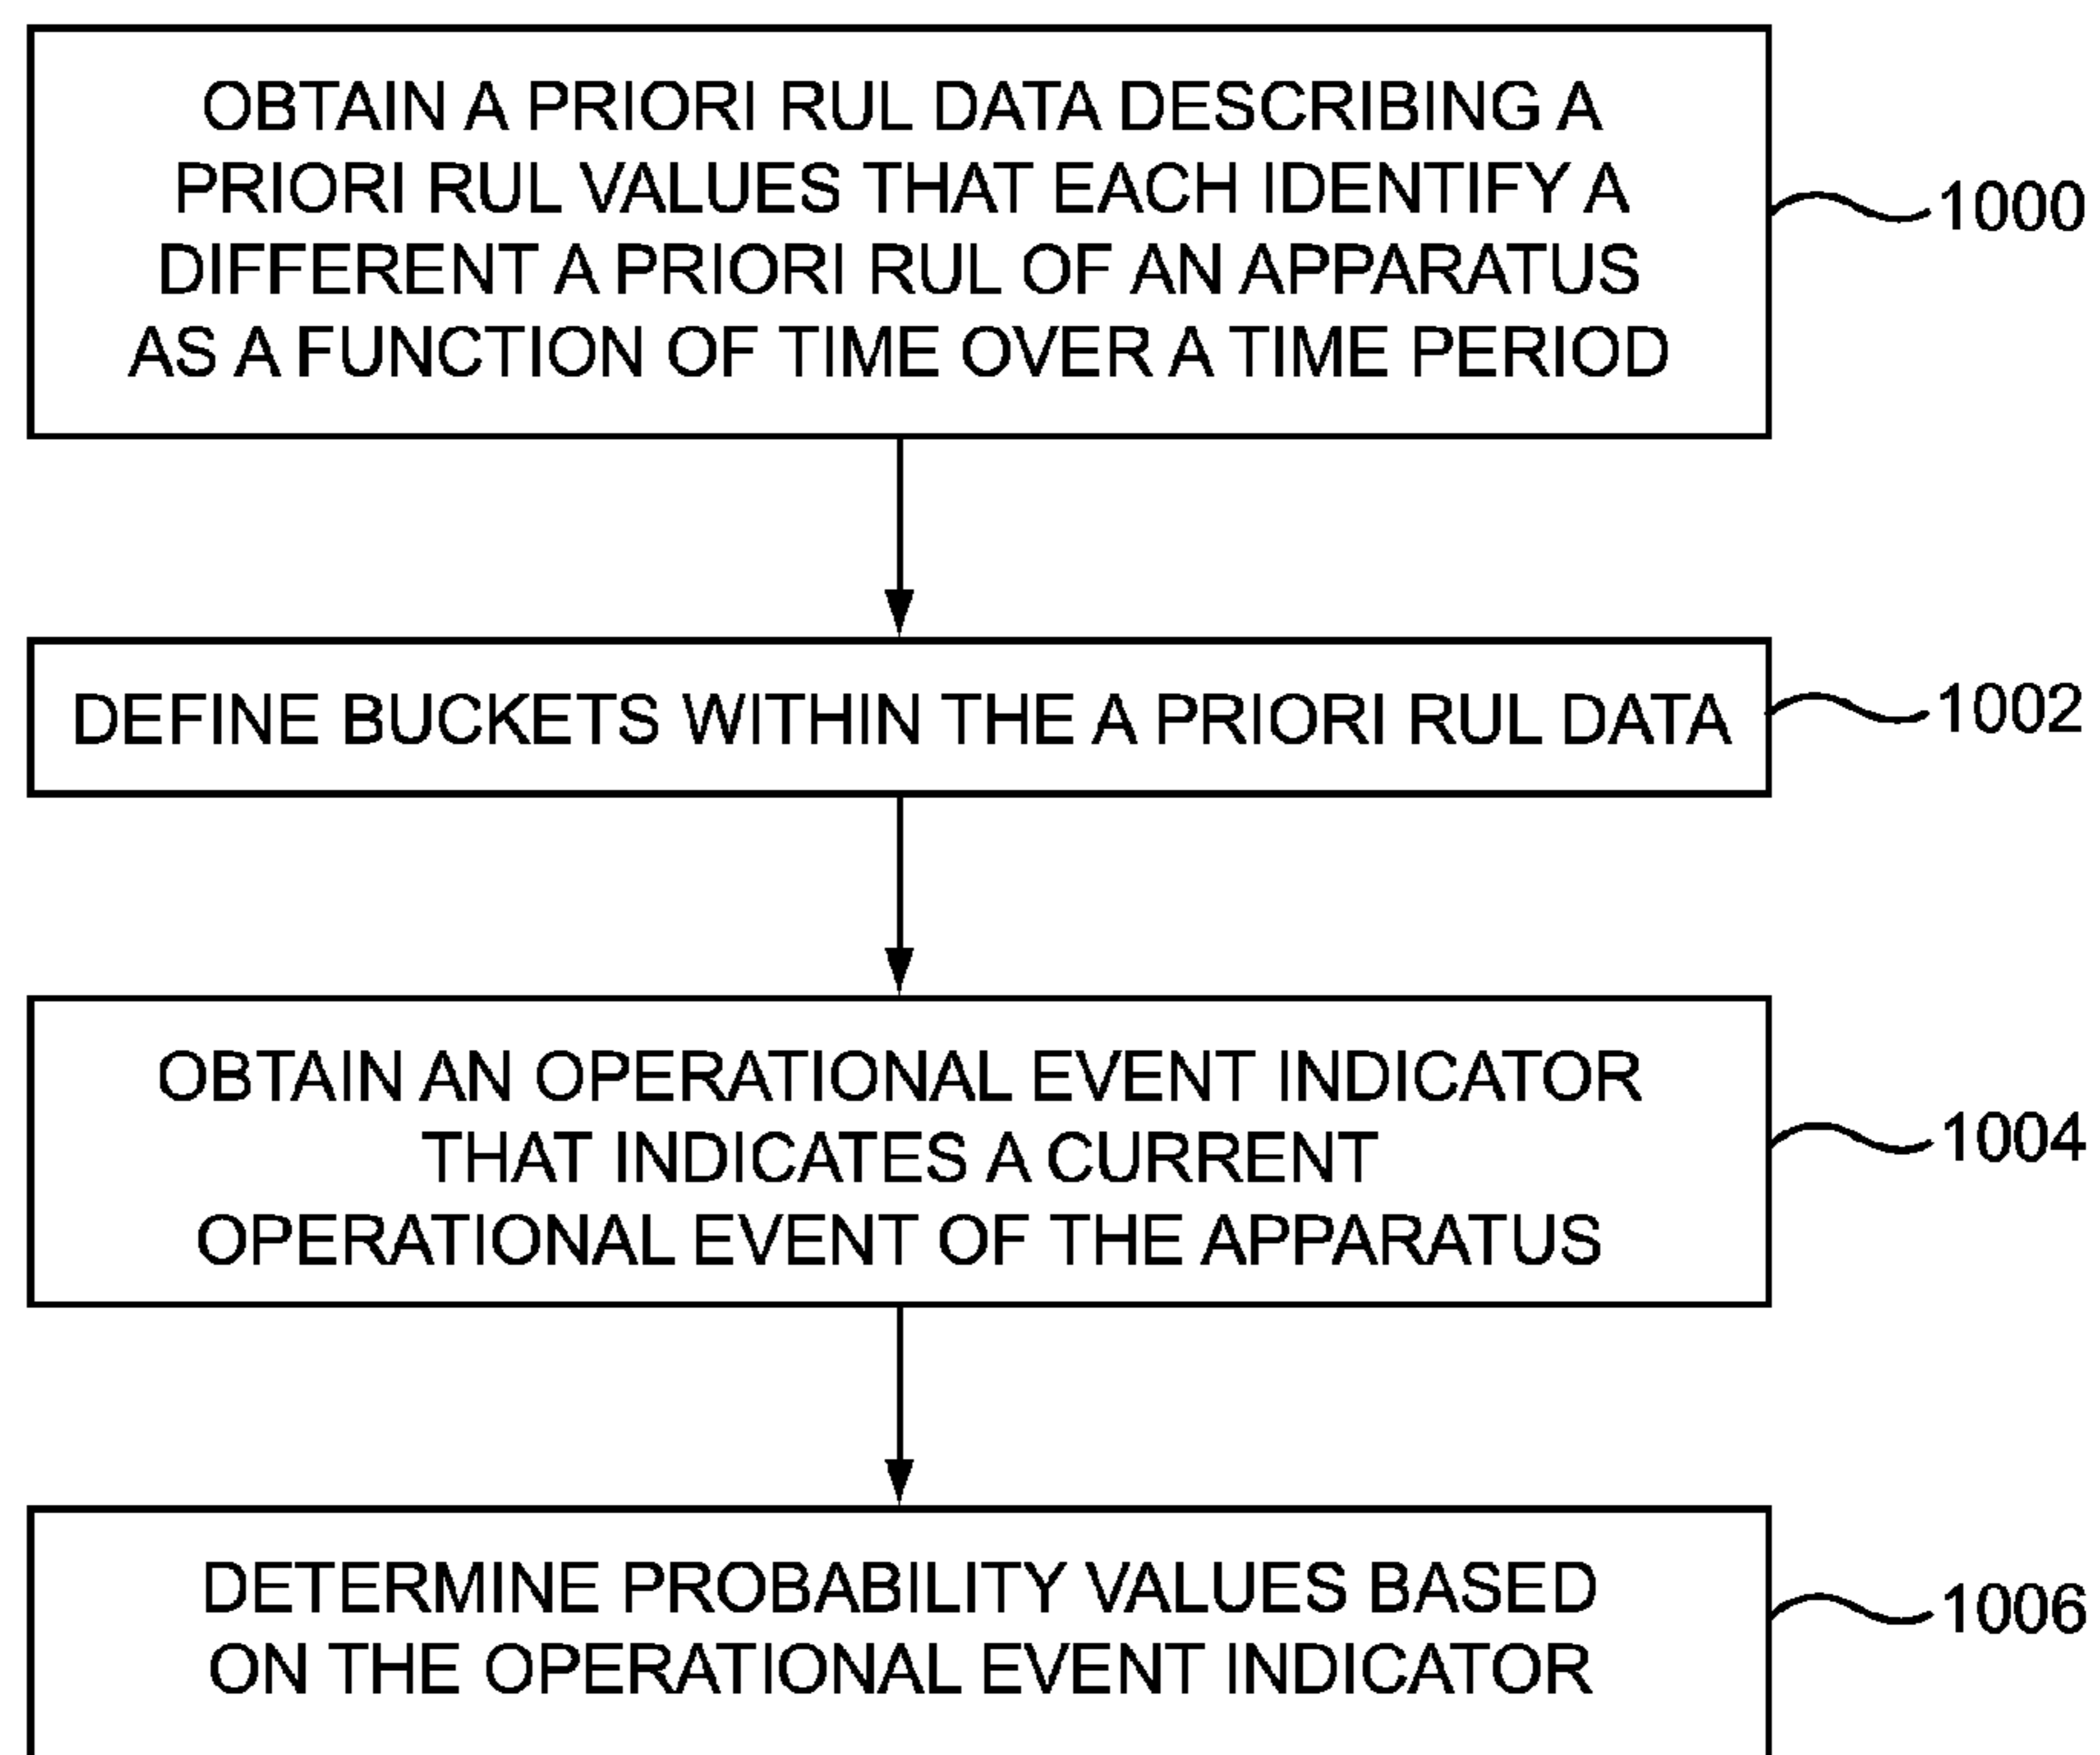 OBTAIN A PRIORI RUL DATA DESCRIBING A
PRIORI RUL VALUES THAT EACH IDENTIFY A
DIFFERENT A PRIORI RUL OF AN APPARATUS
AS A FUNCTION OF TIME OVER A TIME PERIOD
1000
DEFINE BUCKETS WITHIN THE A PRIORI RUL DATA
1002
OBTAIN AN OPERATIONAL EVENT INDICATOR
THAT INDICATES A CURRENT
OPERATIONAL EVENT OF THE APPARATUS
1004
DETERMINE PROBABILITY VALUES BASED
ON THE OPERATIONAL EVENT INDICATOR
1006